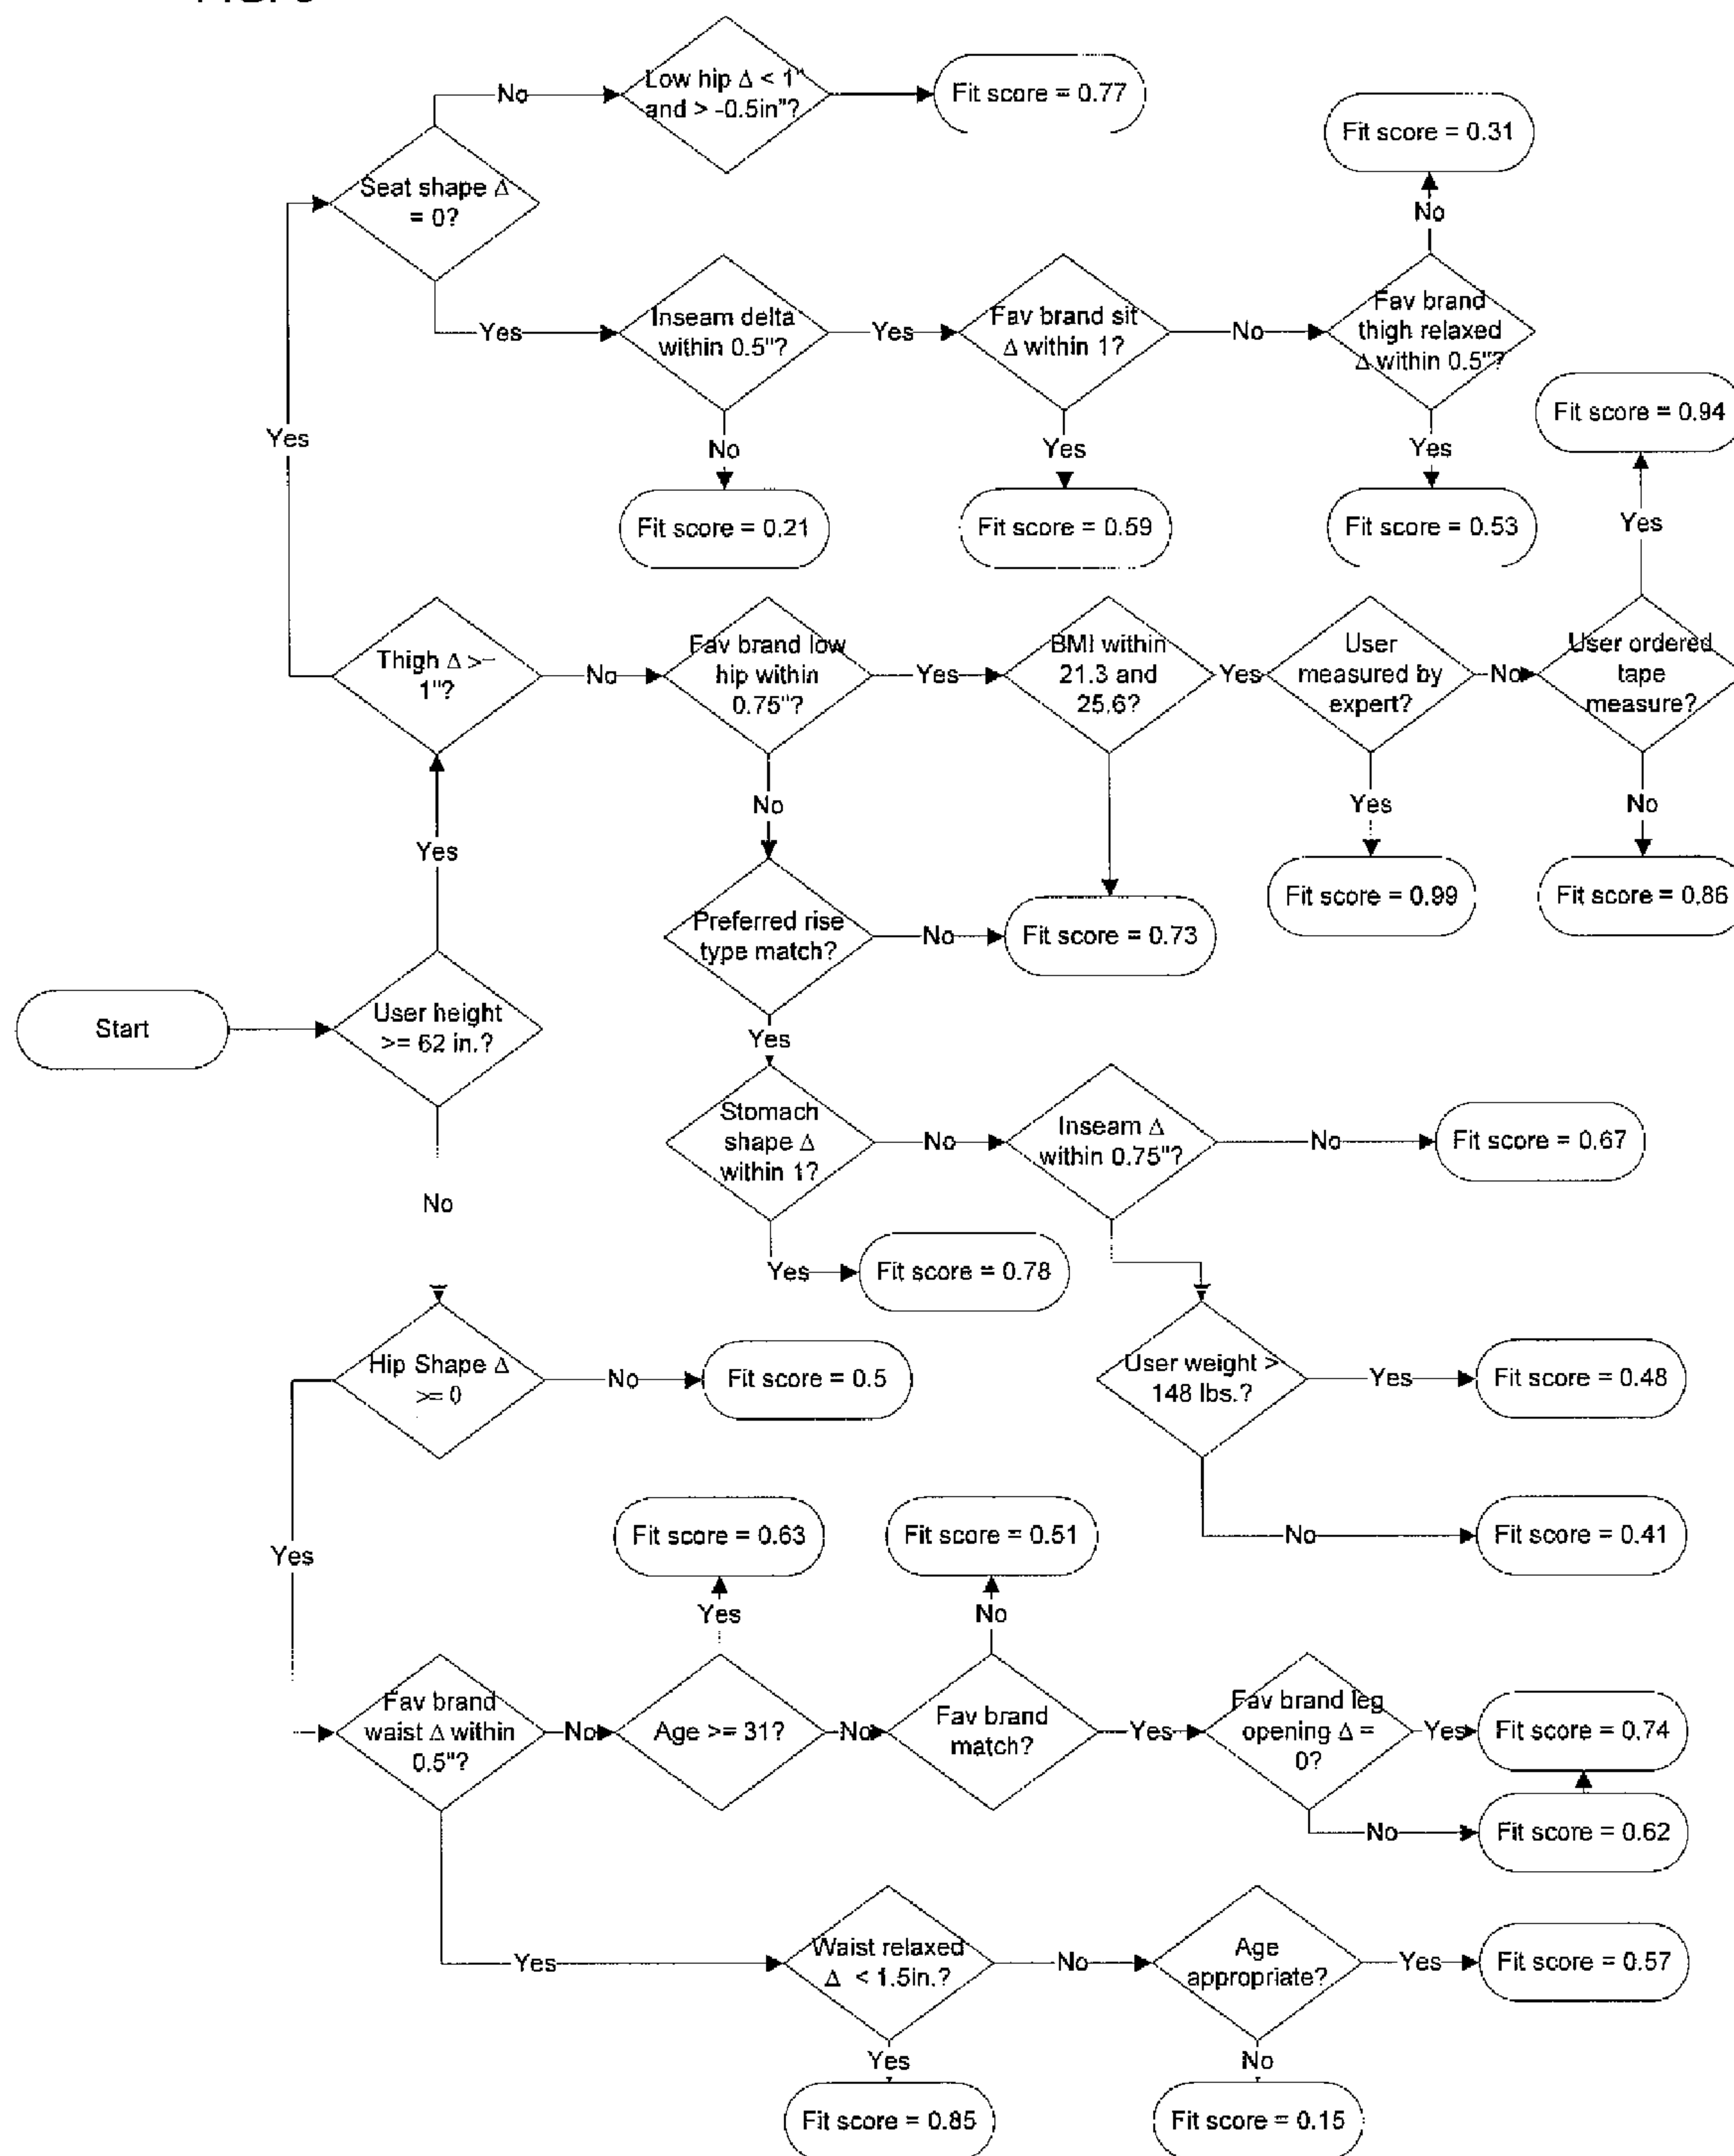 Low hip Δ < 1"
and > -0.5in"?
Fit score = 0.77
No
Fit score = 0.31
Seat shape Δ
= 0?
No
Inseam delta
within 0.5"?
Fav brand sit
Δ within 1?
Fav brand
thigh relaxed
Δ within 0.5"?
Yes
Yes
No
Fit score = 0.94
Yes
No
Yes
Yes
Fit score = 0.21
Fit score = 0.59
Fit score = 0.53
Yes
Thigh Δ >=
1"?
No
Fav brand low
hip within
0.75"?
Yes
BMI within
21.3 and
25.6?
Yes
User
measured by
expert?
No
User ordered
tape
measure?
No
Yes
No
Yes
Fit score = 0.99
Fit score = 0.86
Preferred rise
type match?
No
Fit score = 0.73
Start
User height
>= 62 in.?
Yes
Stomach
shape Δ
within 1?
No
Inseam Δ
within 0.75"?
No
Fit score = 0.67
No
Yes
Fit score = 0.78
Hip Shape Δ
>= 0
No
Fit score = 0.5
User weight >
148 lbs.?
Yes
Fit score = 0.48
Fit score = 0.63
Fit score = 0.51
No
Fit score = 0.41
Yes
Yes
No
Fav brand
waist Δ within
0.5"?
No
Age >= 31?
No
Fav brand
match?
Yes
Fav brand leg
opening Δ =
0?
Yes
Fit score = 0.74
No
Fit score = 0.62
Yes
Waist relaxed
Δ < 1.5in.?
No
Age
appropriate?
Yes
Fit score = 0.57
Yes
No
Fit score = 0.85
Fit score = 0.15